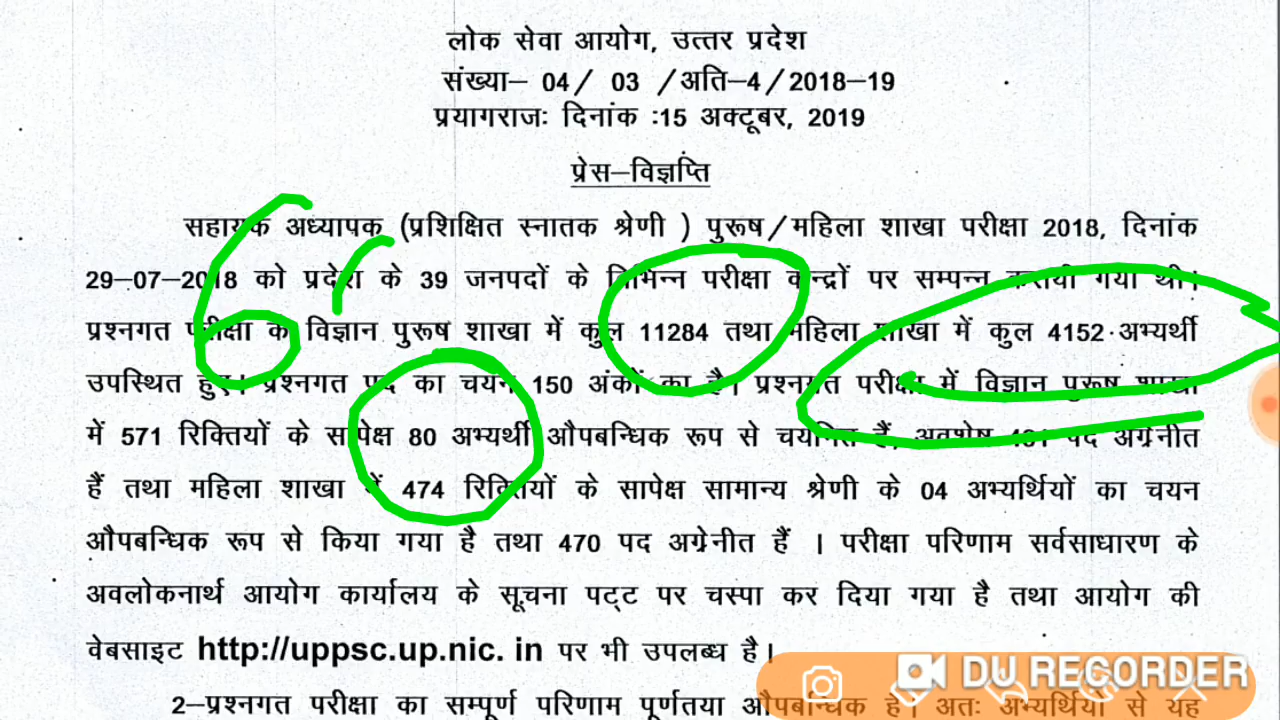 लोक सेवा आयोग, उत्तर प्रदेश
संख्या– 04 / 03 /अति–4 / 2018–19
प्रयागराजः दिनांक :15 अक्टूबर, 2019
प्रेस–विज्ञप्ति
सहायक अध्यापक (प्रशिक्षित स्नातक श्रेणी ) पुरूष/महिला शाखा परीक्षा 2018, दिनांक
29–07–2018 को प्रदेश के 39 जनपदों के विभिन्न परीक्षा केन्द्रों पर सम्पन्न करायी गयी थी।
प्रश्नगत परीक्षा के विज्ञान पुरूष शाखा में कुल 11284 तथा महिला शाखा में कुल 4152 अभ्यर्थी
उपस्थित हुए। प्रश्नगत पद का चयन 150 अंकों का है। प्रश्नगत परीक्षा में विज्ञान पुरूष शाखा
में 571 रिक्तियों के सापेक्ष 80 अभ्यर्थी औपबन्धिक रूप से चयनित हैं, अवशेष 491 पद अग्रेनीत
हैं तथा महिला शाखा में 474 रिक्तियों के सापेक्ष सामान्य श्रेणी के 04 अभ्यर्थियों का चयन
औपबन्धिक रूप से किया गया है तथा 470 पद अग्रेनीत हैं । परीक्षा परिणाम सर्वसाधारण के
अवलोकनार्थ आयोग कार्यालय के सूचना पट्ट पर चस्पा कर दिया गया है तथा आयोग की
वेबसाइट http://uppsc.up.nic. in पर भी उपलब्ध है।
2–प्रश्नगत परीक्षा का सम्पूर्ण परिणाम पूर्णतया औपबन्धिक है। अतः अभ्यर्थियों से यह
DU RECORDER